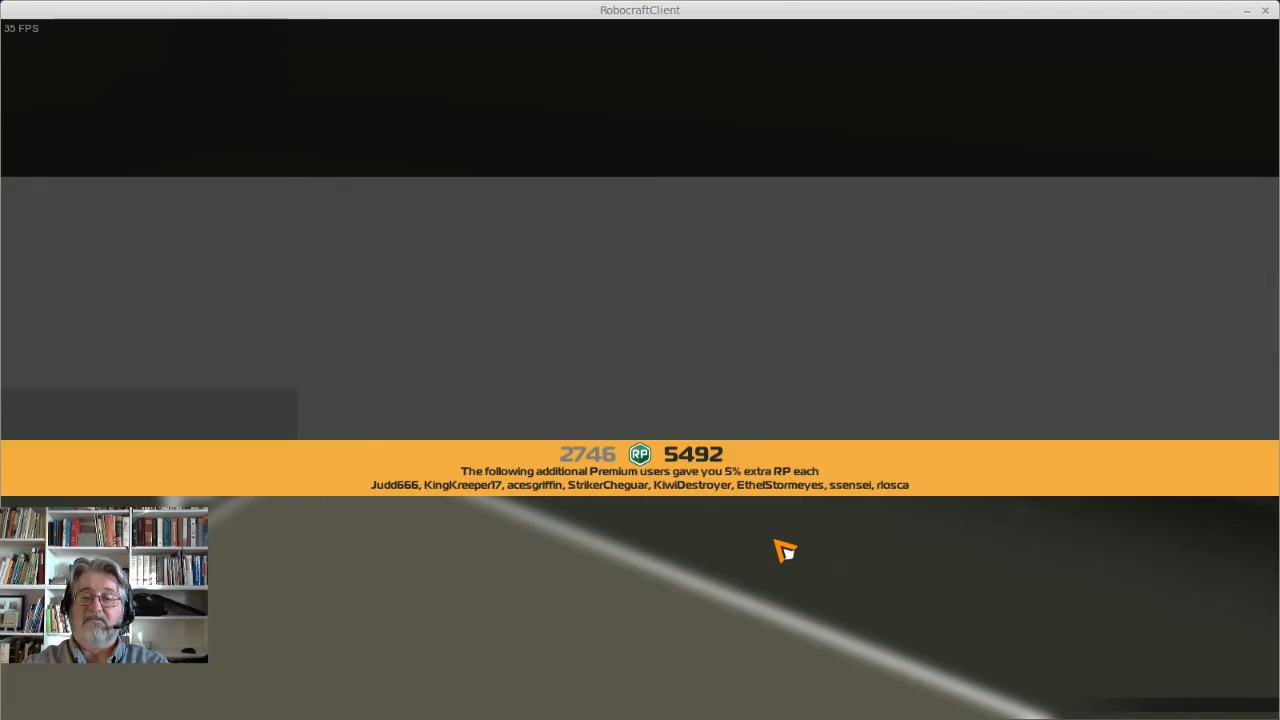 RobocraftClient
35 FPS
2746 RP 5492
The following additional Premium users gave you 5% extra RP each
Judd666, KingKreeper17, acesgriffin, StrikerCheguar, KiwiDestroyer, EthelStormeyes, ssensei, rlosca